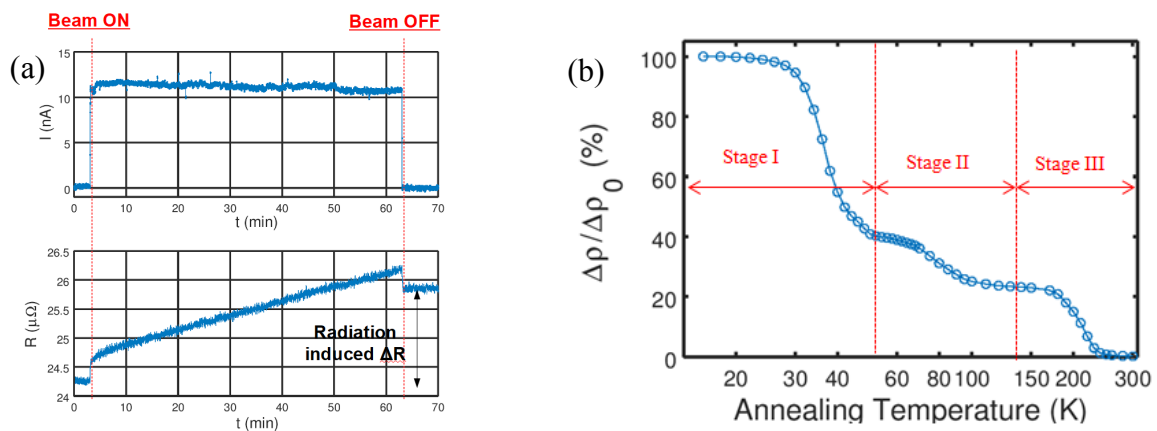 Beam ON
Beam OFF
(a)
15
10
5
0
I (nA)
0 10 20 30 40 50 60 70
t (min)
26.5
26
25.5
25
24.5
24
R (μΩ)
Radiation
induced ΔR
0 10 20 30 40 50 60 70
t (min)
(b)
100
80
60
40
20
0
Δρ/Δρ0 (%)
Stage I
Stage II
Stage III
20 30 40 60 80 100 150 200 300
Annealing Temperature (K)